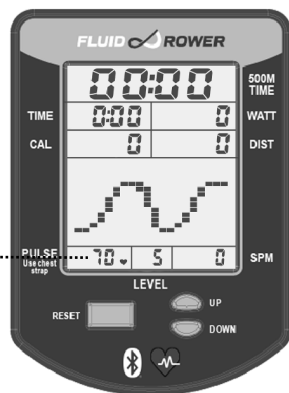 FLUID ROWER
00:00 500M TIME
TIME 0:00 0 WATT
CAL 0 0 DIST
PULSE Use chest strap 70 5 0 SPM
LEVEL
RESET UP
DOWN